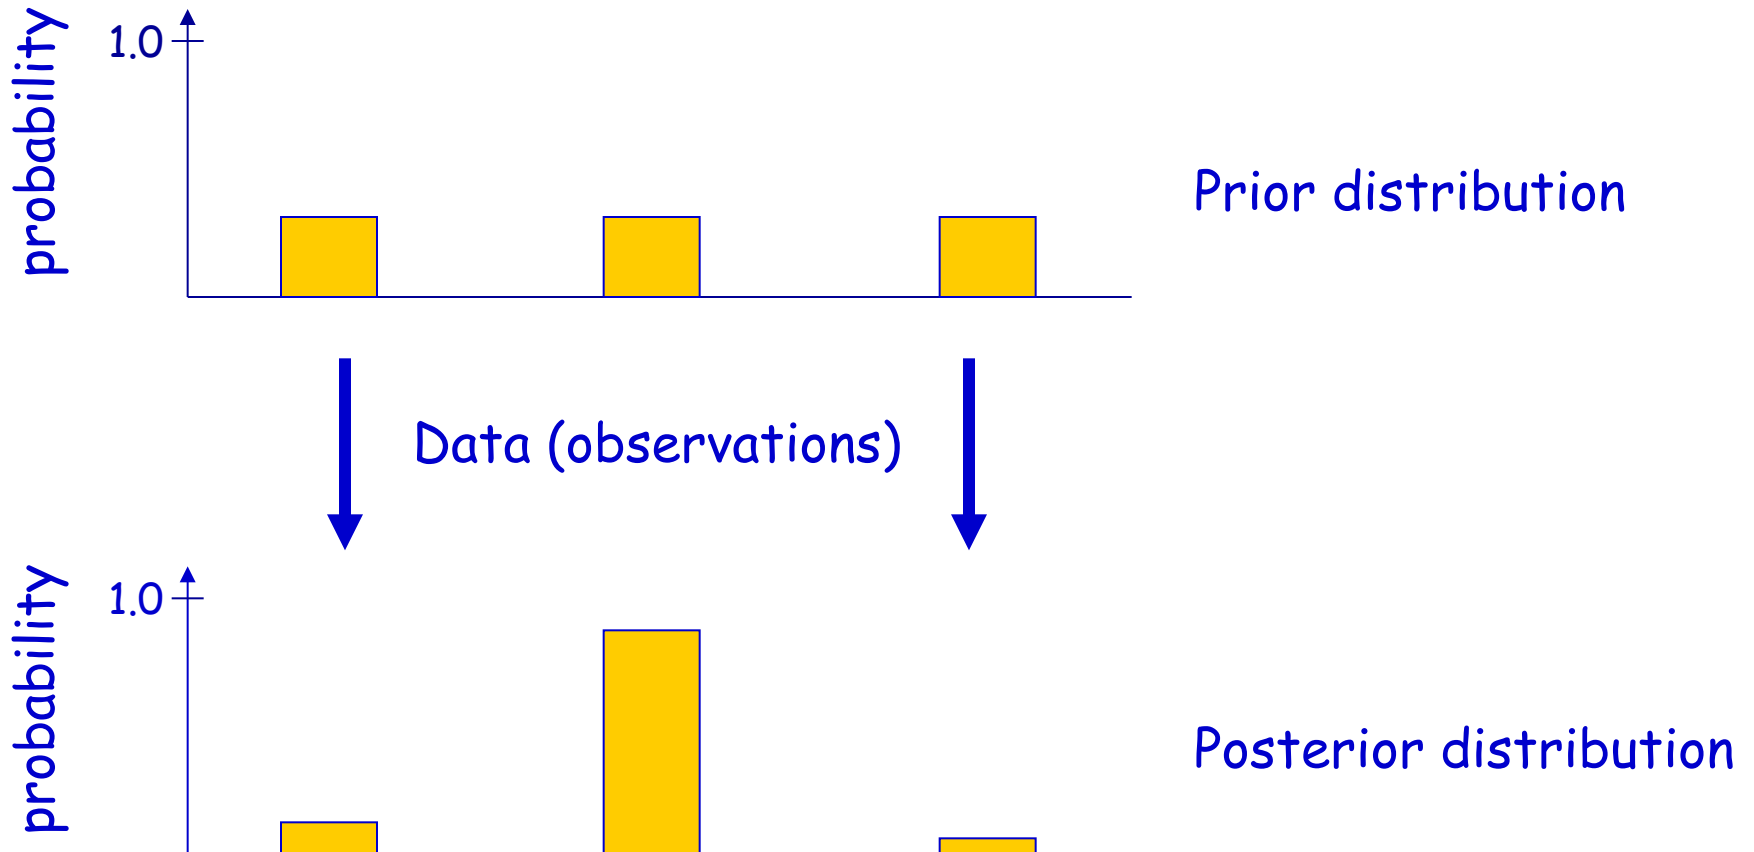 probability
1.0
Prior distribution
Data (observations)
probability
1.0
Posterior distribution